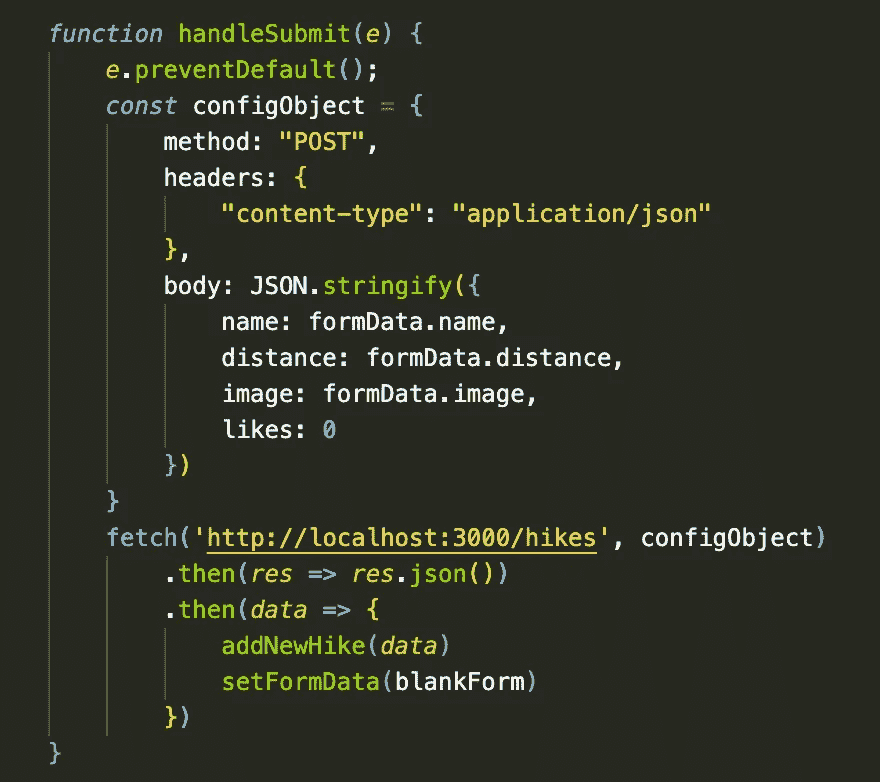 function handleSubmit(e) {
e.preventDefault();
const configObject = {
method: "POST",
headers: {
"content-type": "application/json"
},
body: JSON.stringify({
name: formData.name,
distance: formData.distance,
image: formData.image,
likes: 0
})
}
fetch('http://localhost:3000/hikes', configObject)
.then(res => res.json())
.then(data => {
addNewHike(data)
setFormData(blankForm)
})
}